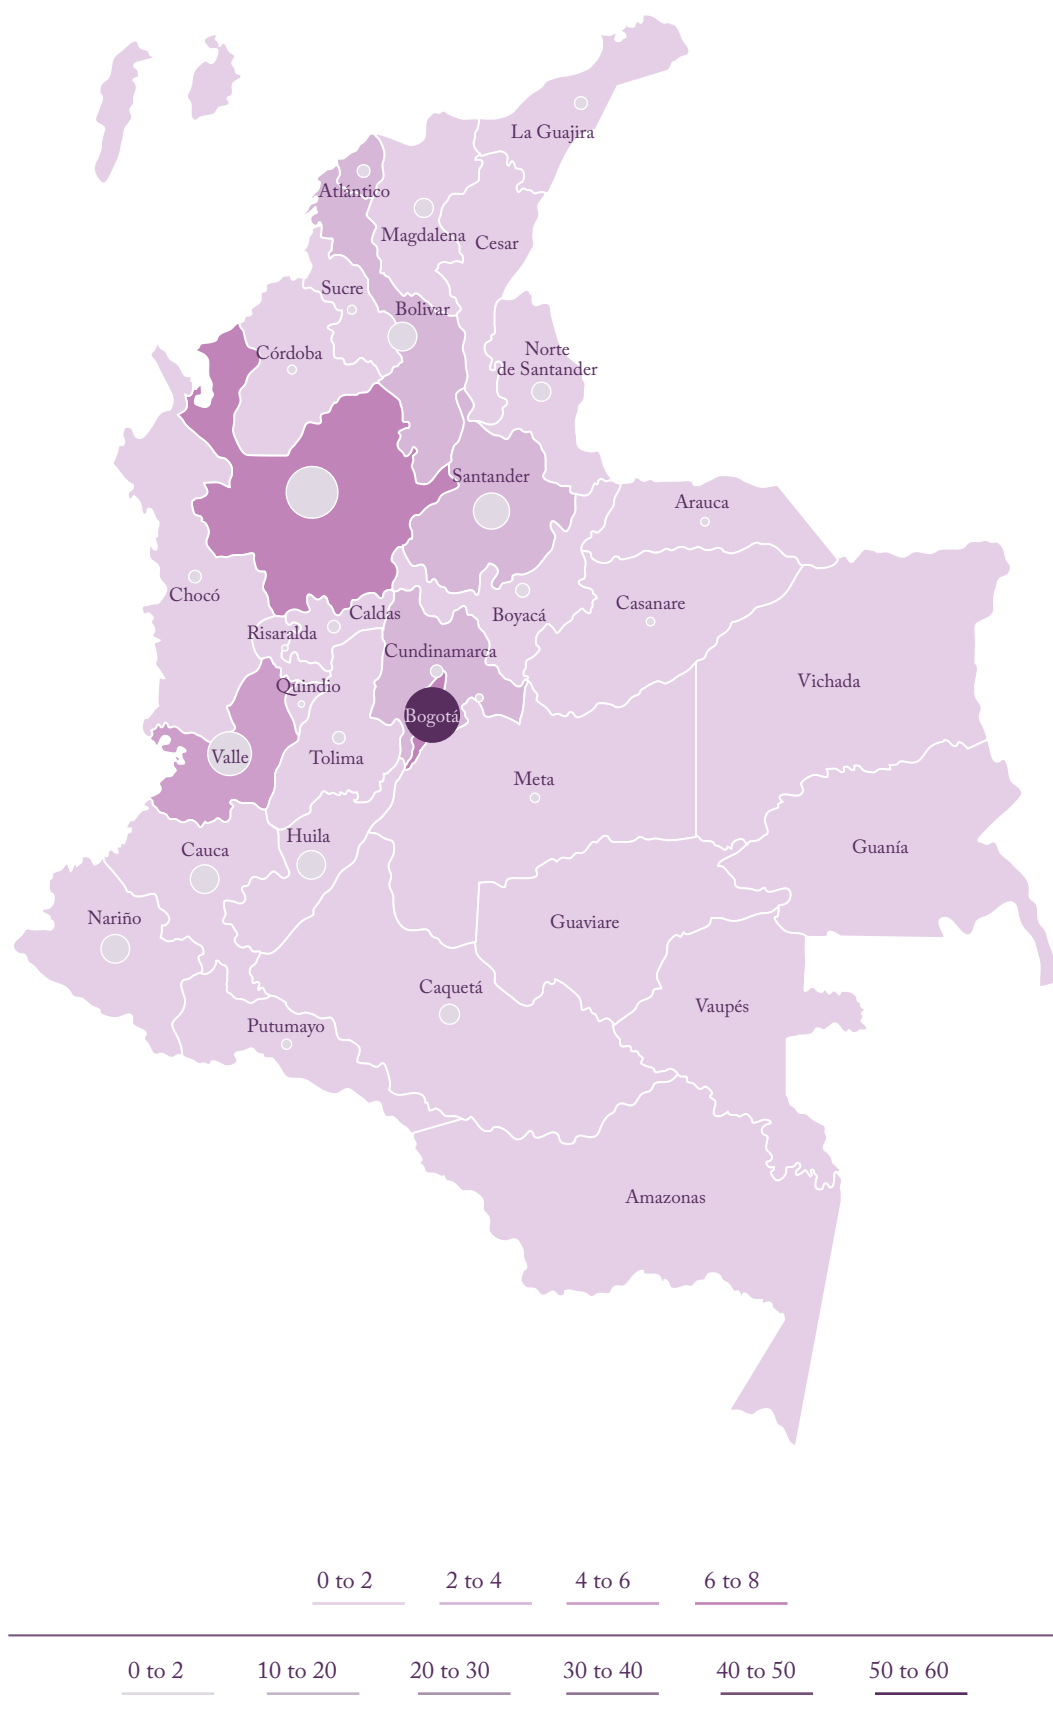 La Guajira
Atlántico
Magdalena
Cesar
Sucre
Bolivar
Córdoba
Norte
de Santander
Santander
Arauca
Chocó
Caldas
Boyacá
Casanare
Risaralda
Cundinamarca
Vichada
Quindio
Bogotá
Valle
Tolima
Meta
Huila
Cauca
Guanía
Nariño
Guaviare
Caquetá
Vaupés
Putumayo
Amazonas
0 to 2
2 to 4
4 to 6
6 to 8
0 to 2
10 to 20
20 to 30
30 to 40
40 to 50
50 to 60